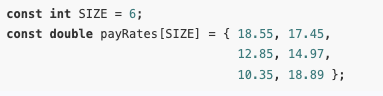 const int SIZE = 6;
const double payRates[SIZE] = { 18.55, 17.45,
12.85, 14.97,
10.35, 18.89 };